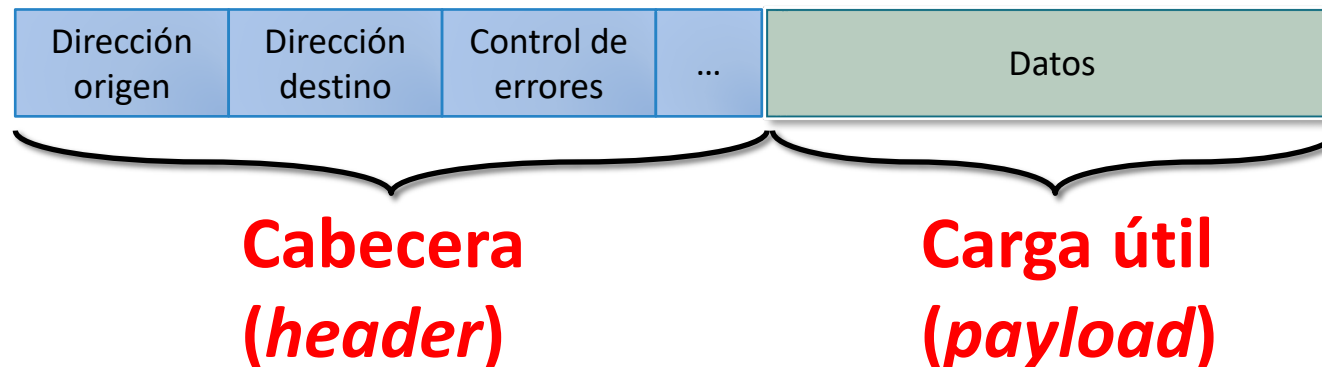 Dirección
origen
Dirección
destino
Control de
errores
...
Datos
Cabecera
(header)
Carga útil
(payload)